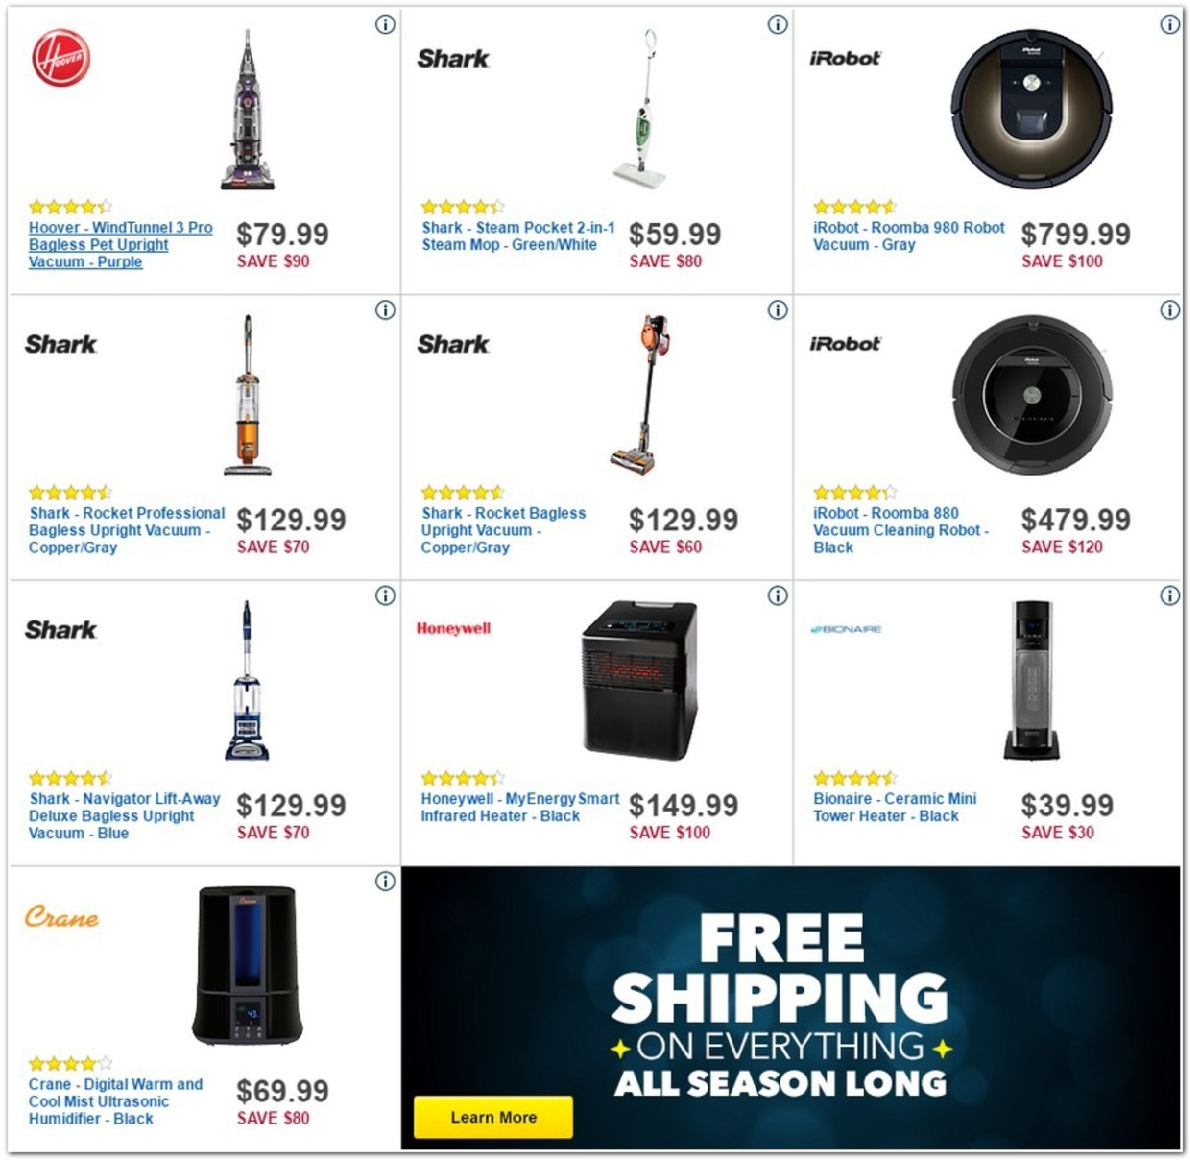 Hoover
Hoover - WindTunnel 3 Pro
Bagless Pet Upright
Vacuum - Purple
$79.99
SAVE $90
Shark
Shark - Steam Pocket 2-in-1
Steam Mop - Green/White
$59.99
SAVE $80
iRobot
iRobot - Roomba 980 Robot
Vacuum - Gray
$799.99
SAVE $100
Shark
Shark - Rocket Professional
Bagless Upright Vacuum -
Copper/Gray
$129.99
SAVE $70
Shark
Shark - Rocket Bagless
Upright Vacuum -
Copper/Gray
$129.99
SAVE $60
iRobot
iRobot - Roomba 880
Vacuum Cleaning Robot -
Black
$479.99
SAVE $120
Shark
Shark - Navigator Lift-Away
Deluxe Bagless Upright
Vacuum - Blue
$129.99
SAVE $70
Honeywell
Honeywell - MyEnergySmart
Infrared Heater - Black
$149.99
SAVE $100
BIONAIRE
Bionaire - Ceramic Mini
Tower Heater - Black
$39.99
SAVE $30
Crane
Crane
Crane - Digital Warm and
Cool Mist Ultrasonic
Humidifier - Black
$69.99
SAVE $80
FREE
SHIPPING
ON EVERYTHING
ALL SEASON LONG
Learn More